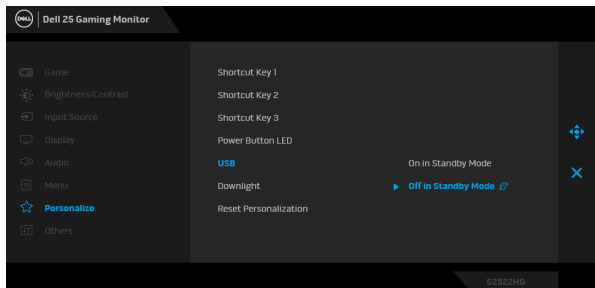 DELL Dell 25 Gaming Monitor
Game
Brightness/Contrast
Input Source
Display
Audio
Menu
Personalize
Others
Shortcut Key 1
Shortcut Key 2
Shortcut Key 3
Power Button LED
USB
Downlight
Reset Personalization
On in Standby Mode
Off in Standby Mode
S2522HG